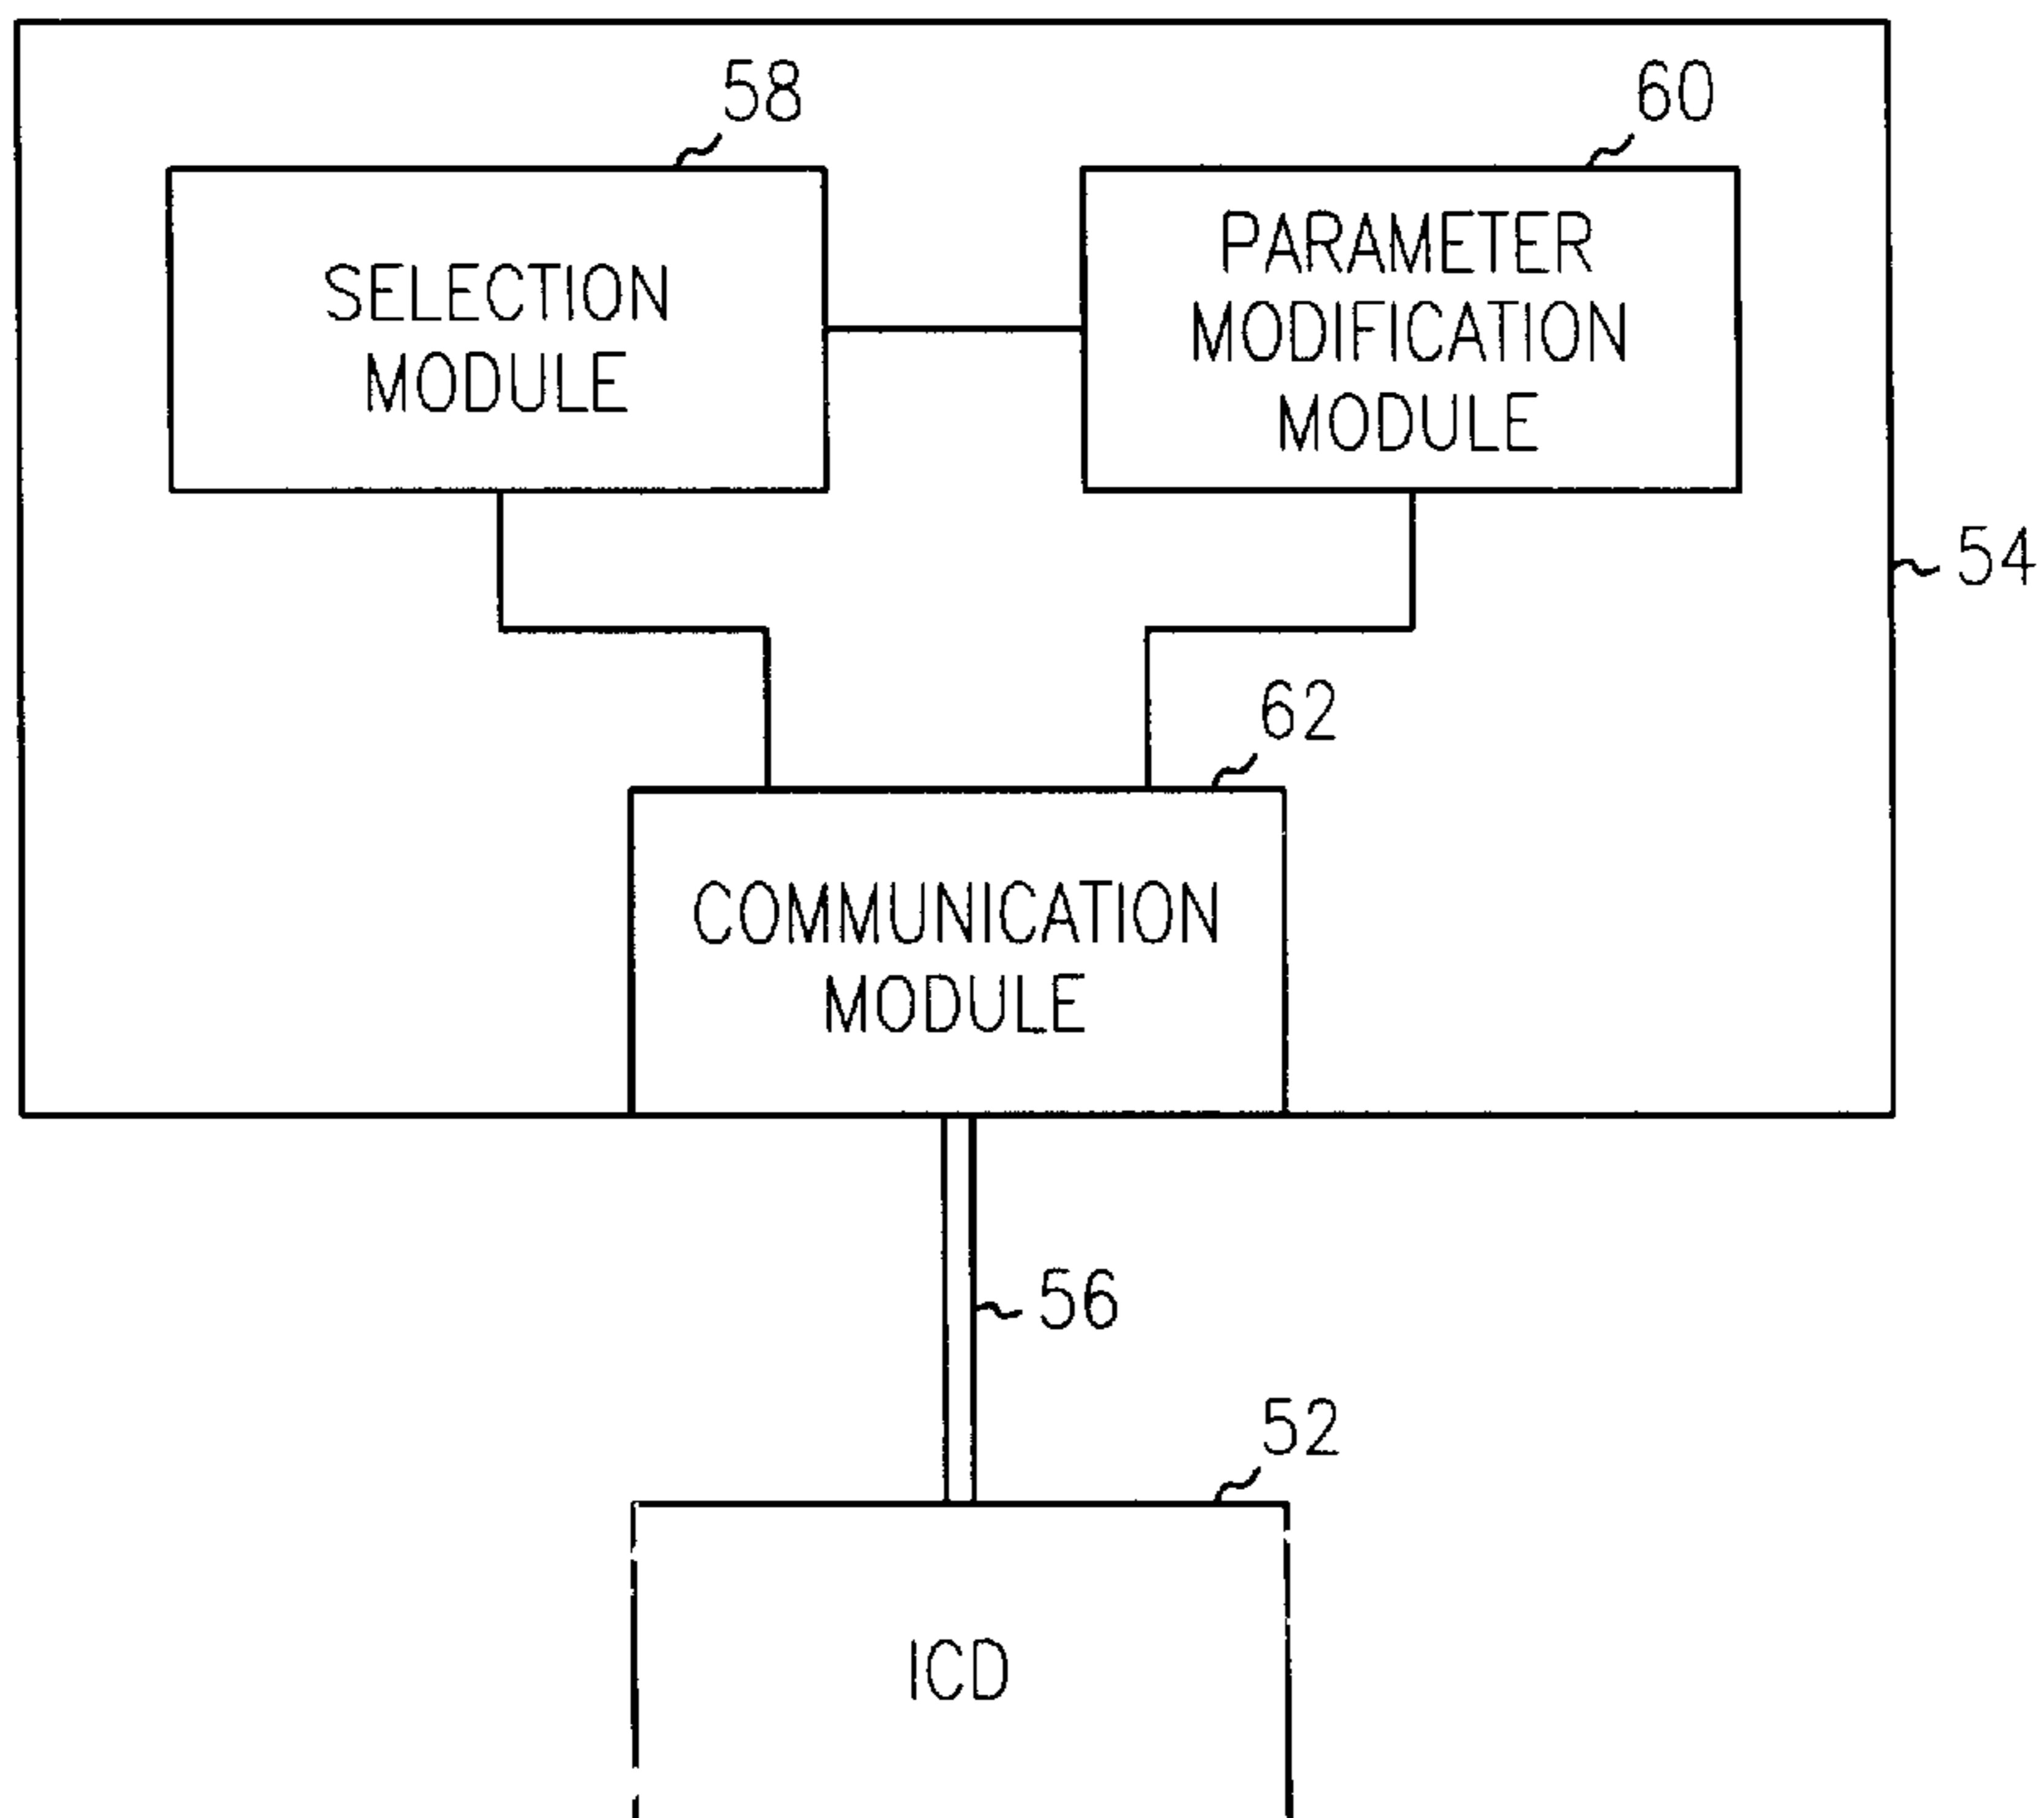 58
60
SELECTION
MODULE
PARAMETER
MODIFICATION
MODULE
54
62
COMMUNICATION
MODULE
56
52
ICD